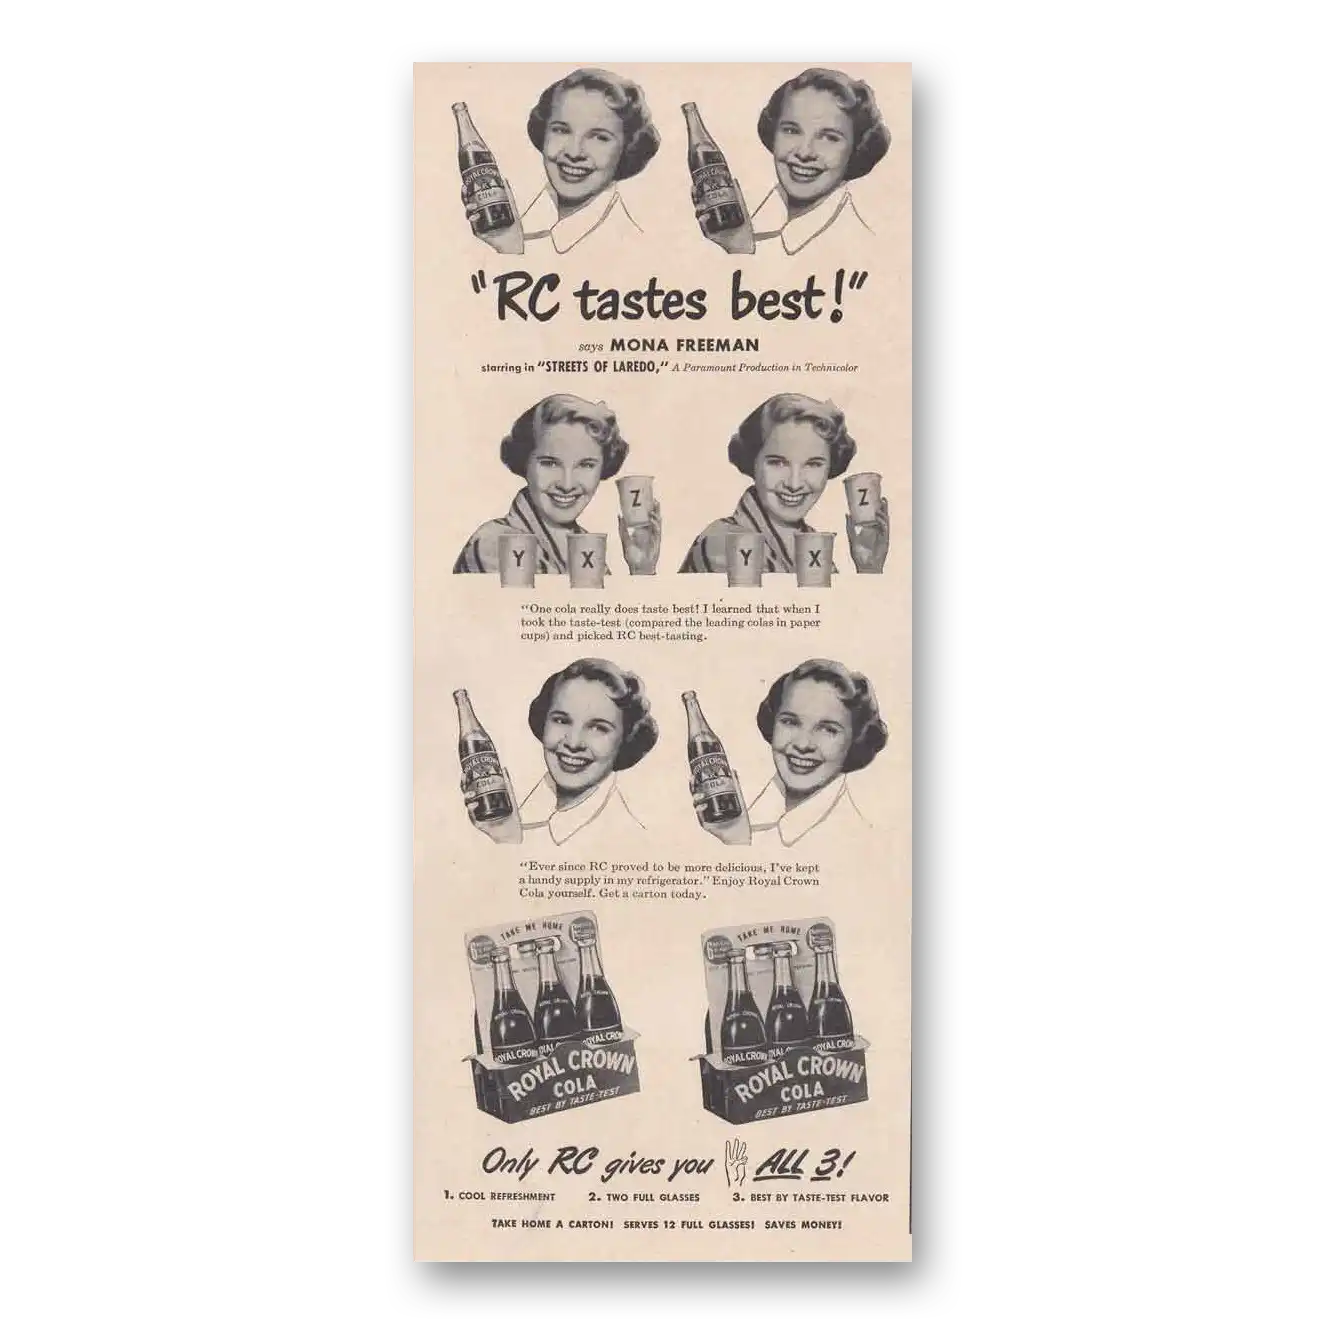 ROYAL CROWN
COLA
ROYAL CROWN
COLA
"RC tastes best!"
says MONA FREEMAN
starring in "STREETS OF LAREDO," A Paramount Production in Technicolor
Z
Y X
Z
Y X
"One cola really does taste best! I learned that when I
took the taste-test (compared the leading colas in paper
cups) and picked RC best-tasting.
ROYAL CROWN
COLA
ROYAL CROWN
COLA
"Ever since RC proved to be more delicious, I've kept
a handy supply in my refrigerator." Enjoy Royal Crown
Cola yourself. Get a carton today.
TAKE ME HOME
ROYAL CROWN
COLA
BEST BY TASTE-TEST
TAKE ME HOME
ROYAL CROWN
COLA
BEST BY TASTE-TEST
Only RC gives you ALL 3!
1. COOL REFRESHMENT 2. TWO FULL GLASSES 3. BEST BY TASTE-TEST FLAVOR
TAKE HOME A CARTON! SERVES 12 FULL GLASSES! SAVES MONEY!